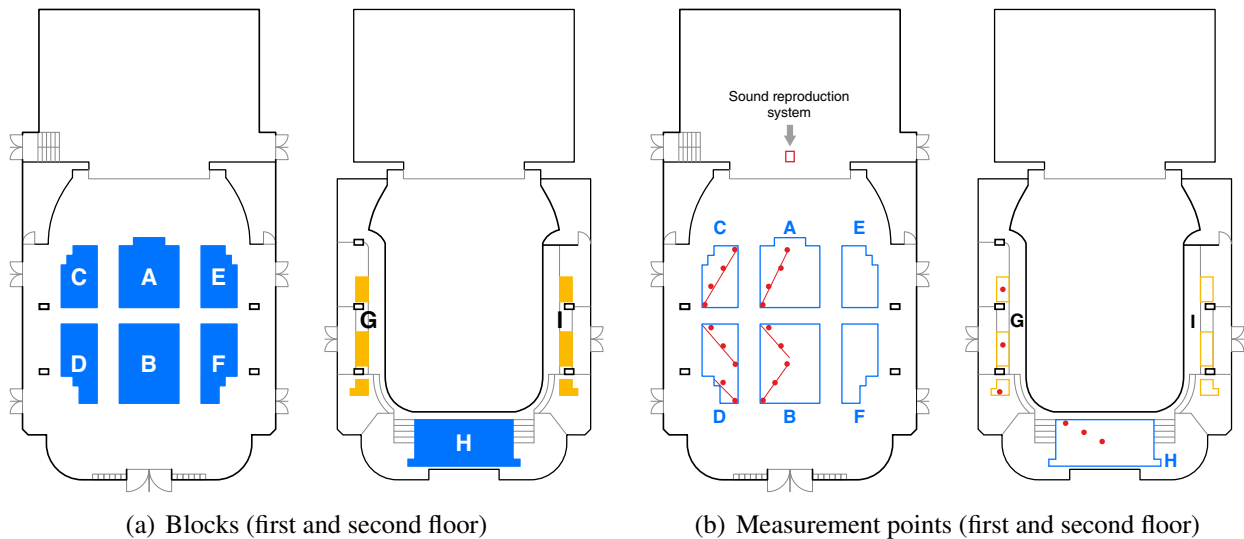 C
A
E
D
B
F
G
I
H
Sound reproduction
system
C
A
E
D
B
F
G
I
H
(a) Blocks (first and second floor)
(b) Measurement points (first and second floor)